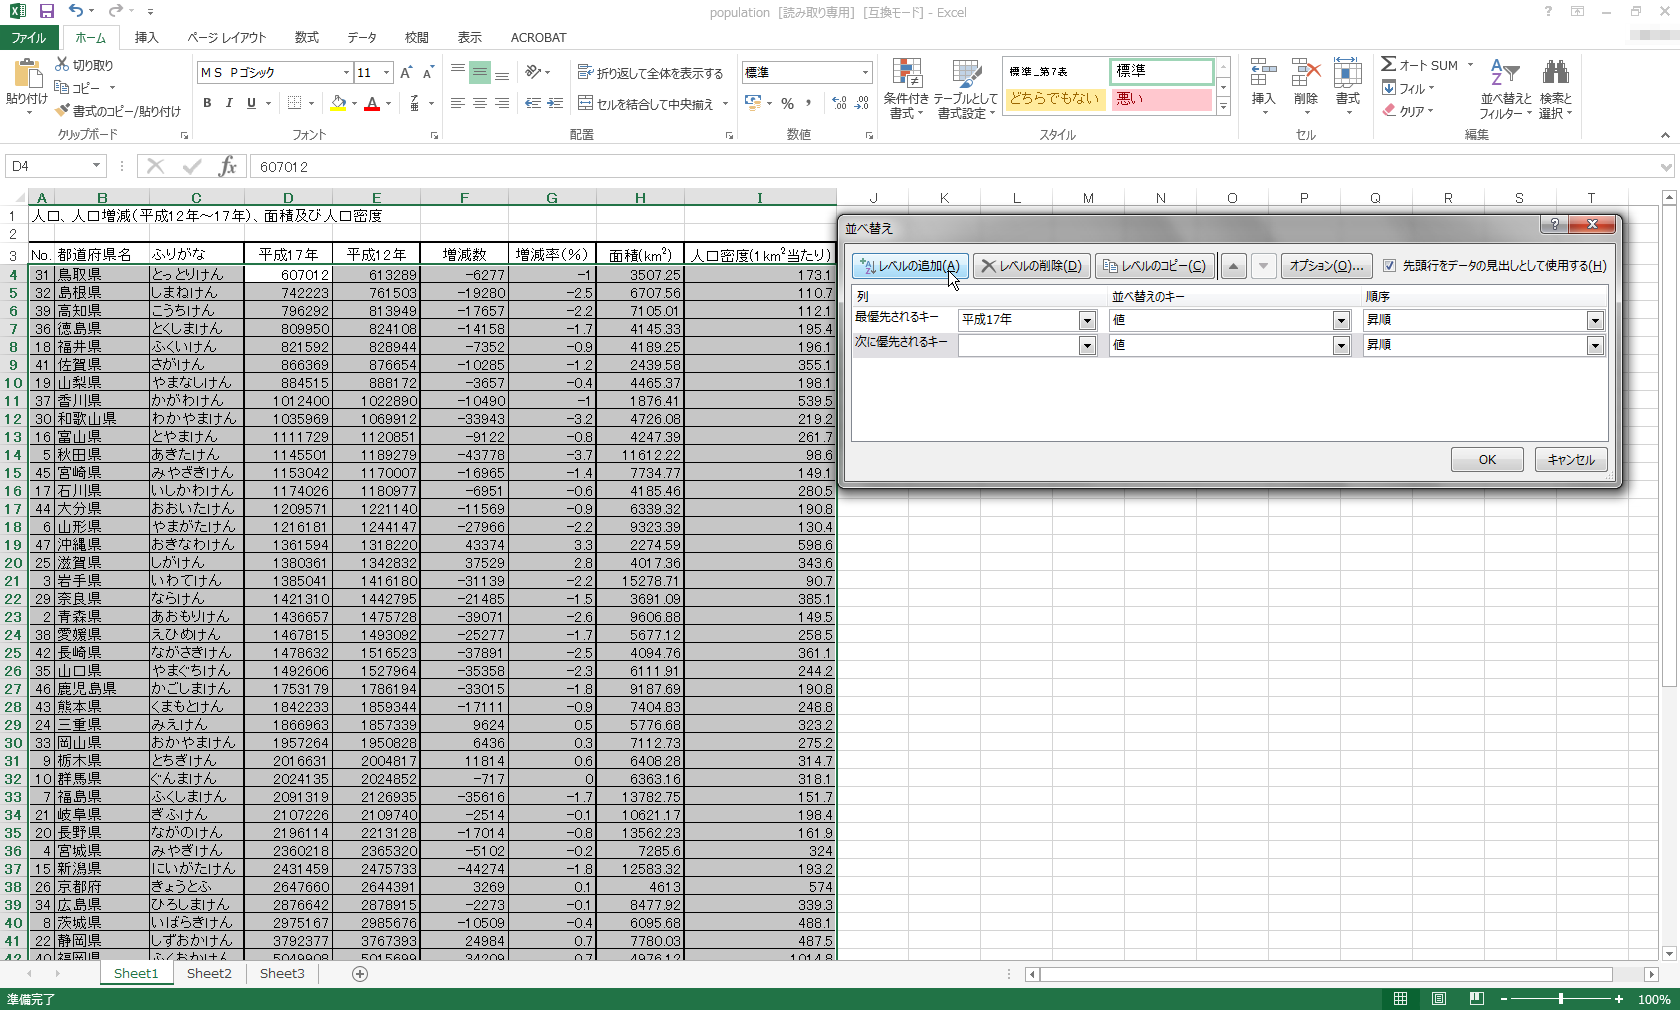 population [読み取り専用] [互換モード] - Excel
ファイル ホーム 挿入 ページ レイアウト 数式 データ 校閲 表示 ACROBAT
貼り付け 切り取り コピー 書式のコピー/貼り付け クリップボード
ＭＳ Ｐゴシック 11 B I U フォント
折り返して全体を表示する セルを結合して中央揃え 配置
標準 % , 数値
条件付き書式 テーブルとして書式設定 標準_第7表 標準 どちらでもない 悪い スタイル
挿入 削除 書式 セル
Σ オート SUM フィル クリア 並べ替えとフィルター 検索と選択 編集
D4 fx 607012
A B C D E F G H I J K L M N O P Q R S T
1 人口、人口増減(平成12年～17年)、面積及び人口密度
2
3 No. 都道府県名 ふりがな 平成17年 平成12年 増減数 増減率(%) 面積(km²) 人口密度(1km²当たり)
4 31 鳥取県 とっとりけん 607012 613289 -6277 -1 3507.25 173.1
5 32 島根県 しまねけん 742223 761503 -19280 -2.5 6707.56 110.7
6 39 高知県 こうちけん 796292 813949 -17657 -2.2 7105.01 112.1
7 36 徳島県 とくしまけん 809950 824108 -14158 -1.7 4145.33 195.4
8 18 福井県 ふくいけん 821592 828944 -7352 -0.9 4189.25 196.1
9 41 佐賀県 さがけん 866369 876654 -10285 -1.2 2439.58 355.1
10 19 山梨県 やまなしけん 884515 888172 -3657 -0.4 4465.37 198.1
11 37 香川県 かがわけん 1012400 1022890 -10490 -1 1876.41 539.5
12 30 和歌山県 わかやまけん 1035969 1069912 -33943 -3.2 4726.08 219.2
13 16 富山県 とやまけん 1111729 1120851 -9122 -0.8 4247.39 261.7
14 5 秋田県 あきたけん 1145501 1189279 -43778 -3.7 11612.22 98.6
15 45 宮崎県 みやざきけん 1153042 1170007 -16965 -1.4 7734.77 149.1
16 17 石川県 いしかわけん 1174026 1180977 -6951 -0.6 4185.46 280.5
17 44 大分県 おおいたけん 1209571 1221140 -11569 -0.9 6339.32 190.8
18 6 山形県 やまがたけん 1216181 1244147 -27966 -2.2 9323.39 130.4
19 47 沖縄県 おきなわけん 1361594 1318220 43374 3.3 2274.59 598.6
20 25 滋賀県 しがけん 1380361 1342832 37529 2.8 4017.36 343.6
21 3 岩手県 いわてけん 1385041 1416180 -31139 -2.2 15278.71 90.7
22 29 奈良県 ならけん 1421310 1442795 -21485 -1.5 3691.09 385.1
23 2 青森県 あおもりけん 1436657 1475728 -39071 -2.6 9606.88 149.5
24 38 愛媛県 えひめけん 1467815 1493092 -25277 -1.7 5677.12 258.5
25 42 長崎県 ながさきけん 1478632 1516523 -37891 -2.5 4094.76 361.1
26 35 山口県 やまぐちけん 1492606 1527964 -35358 -2.3 6111.91 244.2
27 46 鹿児島県 かごしまけん 1753179 1786194 -33015 -1.8 9187.69 190.8
28 43 熊本県 くまもとけん 1842233 1859344 -17111 -0.9 7404.83 248.8
29 24 三重県 みえけん 1866963 1857339 9624 0.5 5776.68 323.2
30 33 岡山県 おかやまけん 1957264 1950828 6436 0.3 7112.73 275.2
31 9 栃木県 とちぎけん 2016631 2004817 11814 0.6 6408.28 314.7
32 10 群馬県 ぐんまけん 2024135 2024852 -717 0 6363.16 318.1
33 7 福島県 ふくしまけん 2091319 2126935 -35616 -1.7 13782.75 151.7
34 21 岐阜県 ぎふけん 2107226 2109740 -2514 -0.1 10621.17 198.4
35 20 長野県 ながのけん 2196114 2213128 -17014 -0.8 13562.23 161.9
36 4 宮城県 みやぎけん 2360218 2365320 -5102 -0.2 7285.6 324
37 15 新潟県 にいがたけん 2431459 2475733 -44274 -1.8 12583.32 193.2
38 26 京都府 きょうとふ 2647660 2644391 3269 0.1 4613 574
39 34 広島県 ひろしまけん 2876642 2878915 -2273 -0.1 8477.92 339.3
40 8 茨城県 いばらぎけん 2975167 2985676 -10509 -0.4 6095.68 488.1
41 22 静岡県 しずおかけん 3792377 3767393 24984 0.7 7780.03 487.5
42 40 福岡県 ふくおかけん 5049908 5015699 34209 0.7 4976.12 1014.8
並べ替え
レベルの追加(A) レベルの削除(D) レベルのコピー(C) オプション(O)... 先頭行をデータの見出しとして使用する(H)
列 並べ替えのキー 順序
最優先されるキー 平成17年 値 昇順
次に優先されるキー 値 昇順
OK キャンセル
Sheet1 Sheet2 Sheet3
準備完了 100%